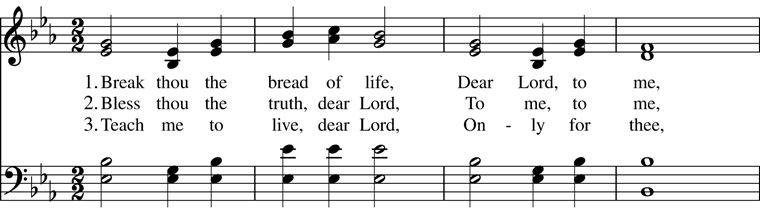 1. Break thou the bread of life, Dear Lord, to me,
2. Bless thou the truth, dear Lord, To me, to me,
3. Teach me to live, dear Lord, On - ly for thee,